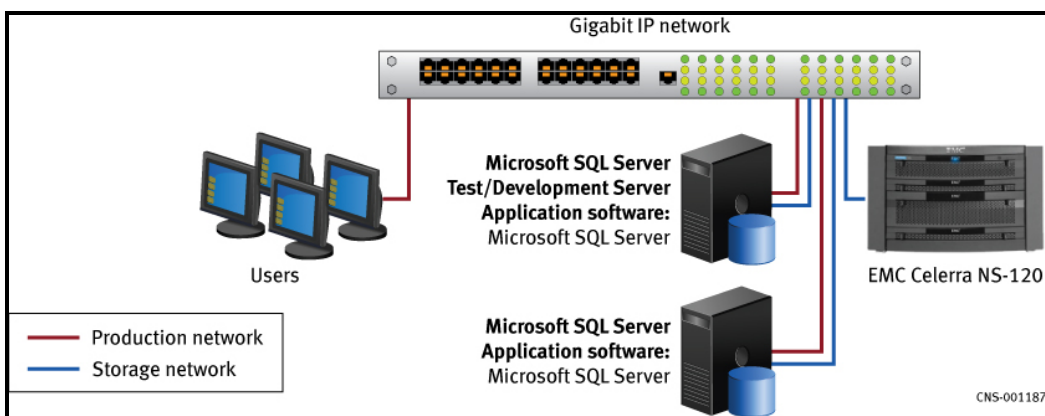 Gigabit IP network
Microsoft SQL Server
Test/Development Server
Application software:
Microsoft SQL Server
Users
EMC Celerra NS-120
Microsoft SQL Server
Application software:
Microsoft SQL Server
Production network
Storage network
CNS-001187